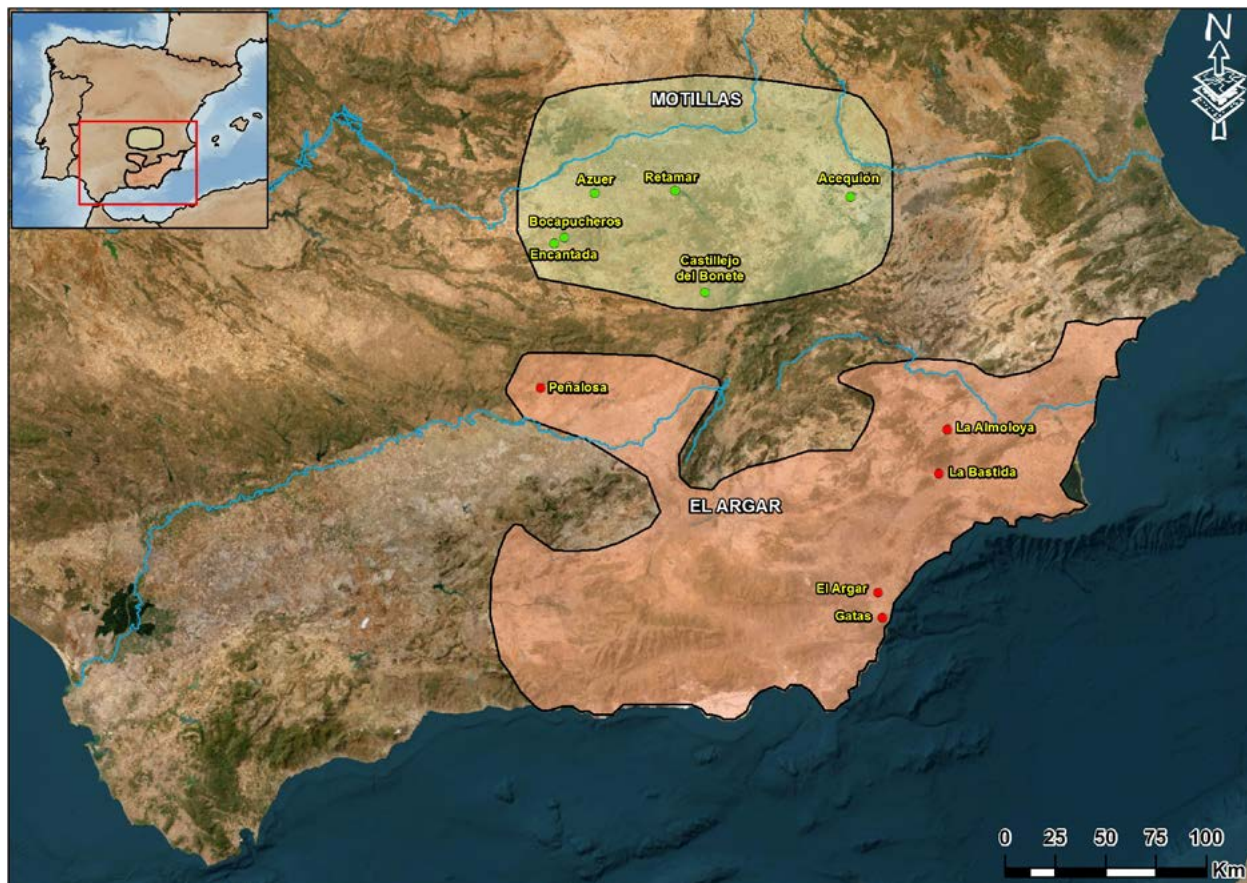 N
MOTILLAS
Azuer
Retamar
Acequión
Bocapucheros
Encantada
Castillejo
del Bonete
Peñalosa
La Almoloya
La Bastida
EL ARGAR
El Argar
Gatas
0 25 50 75 100
Km